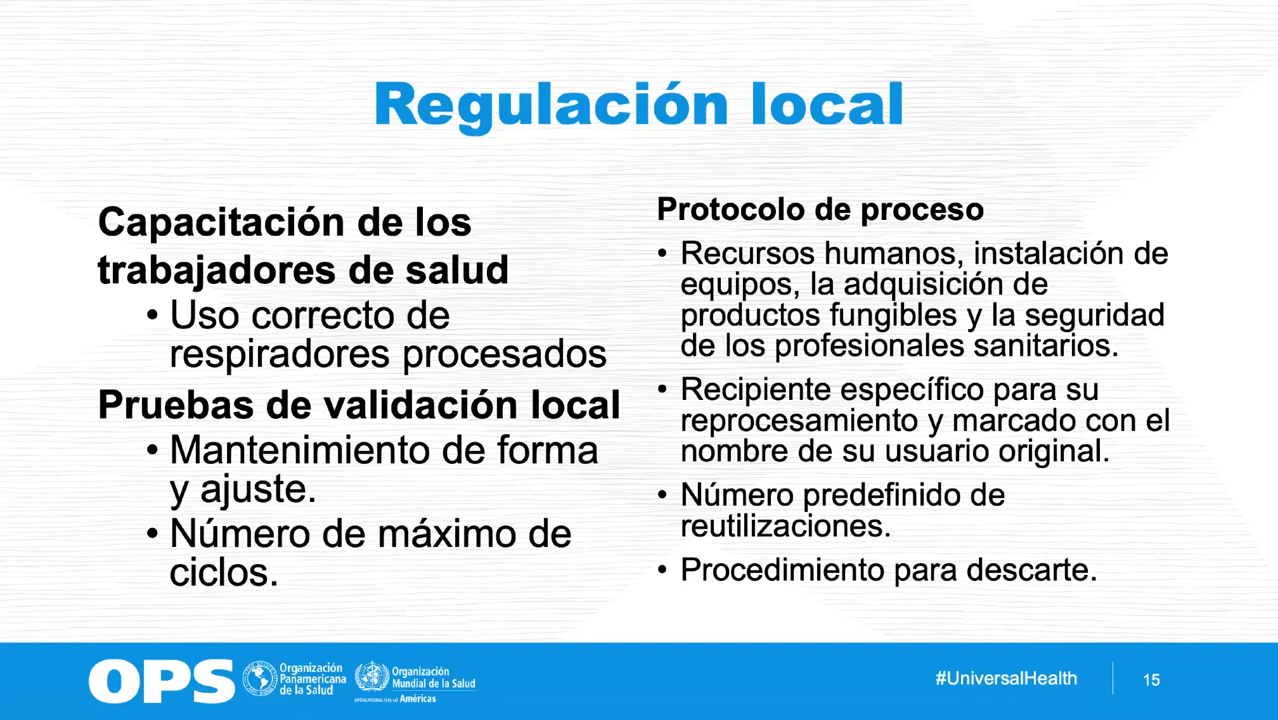 Regulación local
Capacitación de los
trabajadores de salud
• Uso correcto de
respiradores procesados
Pruebas de validación local
• Mantenimiento de forma
y ajuste.
• Número de máximo de
ciclos.
Protocolo de proceso
• Recursos humanos, instalación de
equipos, la adquisición de
productos fungibles y la seguridad
de los profesionales sanitarios.
• Recipiente específico para su
reprocesamiento y marcado con el
nombre de su usuario original.
• Número predefinido de
reutilizaciones.
• Procedimiento para descarte.
OPS
Organización
Panamericana
de la Salud
Organización
Mundial de la Salud
Américas
#UniversalHealth
15